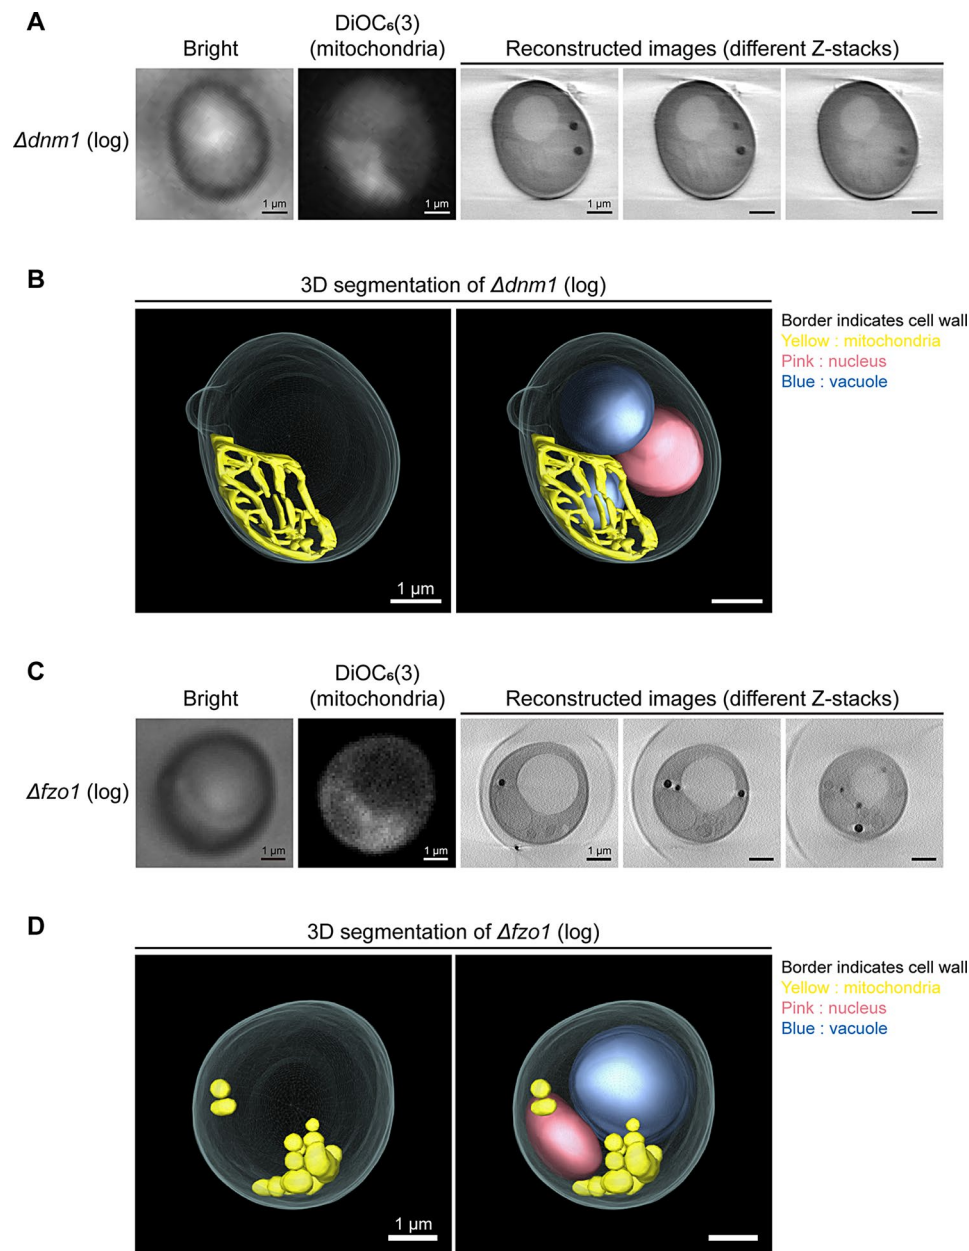 A
Bright
DiOC₆(3)
(mitochondria)
Reconstructed images (different Z-stacks)
Δdnm1 (log)
1 µm
1 µm
1 µm
B
3D segmentation of Δdnm1 (log)
Border indicates cell wall
Yellow : mitochondria
Pink : nucleus
Blue : vacuole
1 µm
C
Bright
DiOC₆(3)
(mitochondria)
Reconstructed images (different Z-stacks)
Δfzo1 (log)
1 µm
1 µm
1 µm
D
3D segmentation of Δfzo1 (log)
Border indicates cell wall
Yellow : mitochondria
Pink : nucleus
Blue : vacuole
1 µm